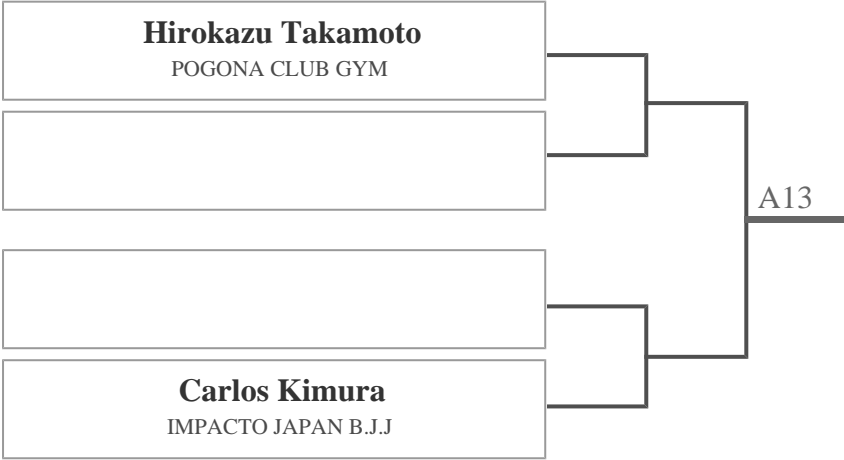 Hirokazu Takamoto
POGONA CLUB GYM
A13
Carlos Kimura
IMPACTO JAPAN B.J.J